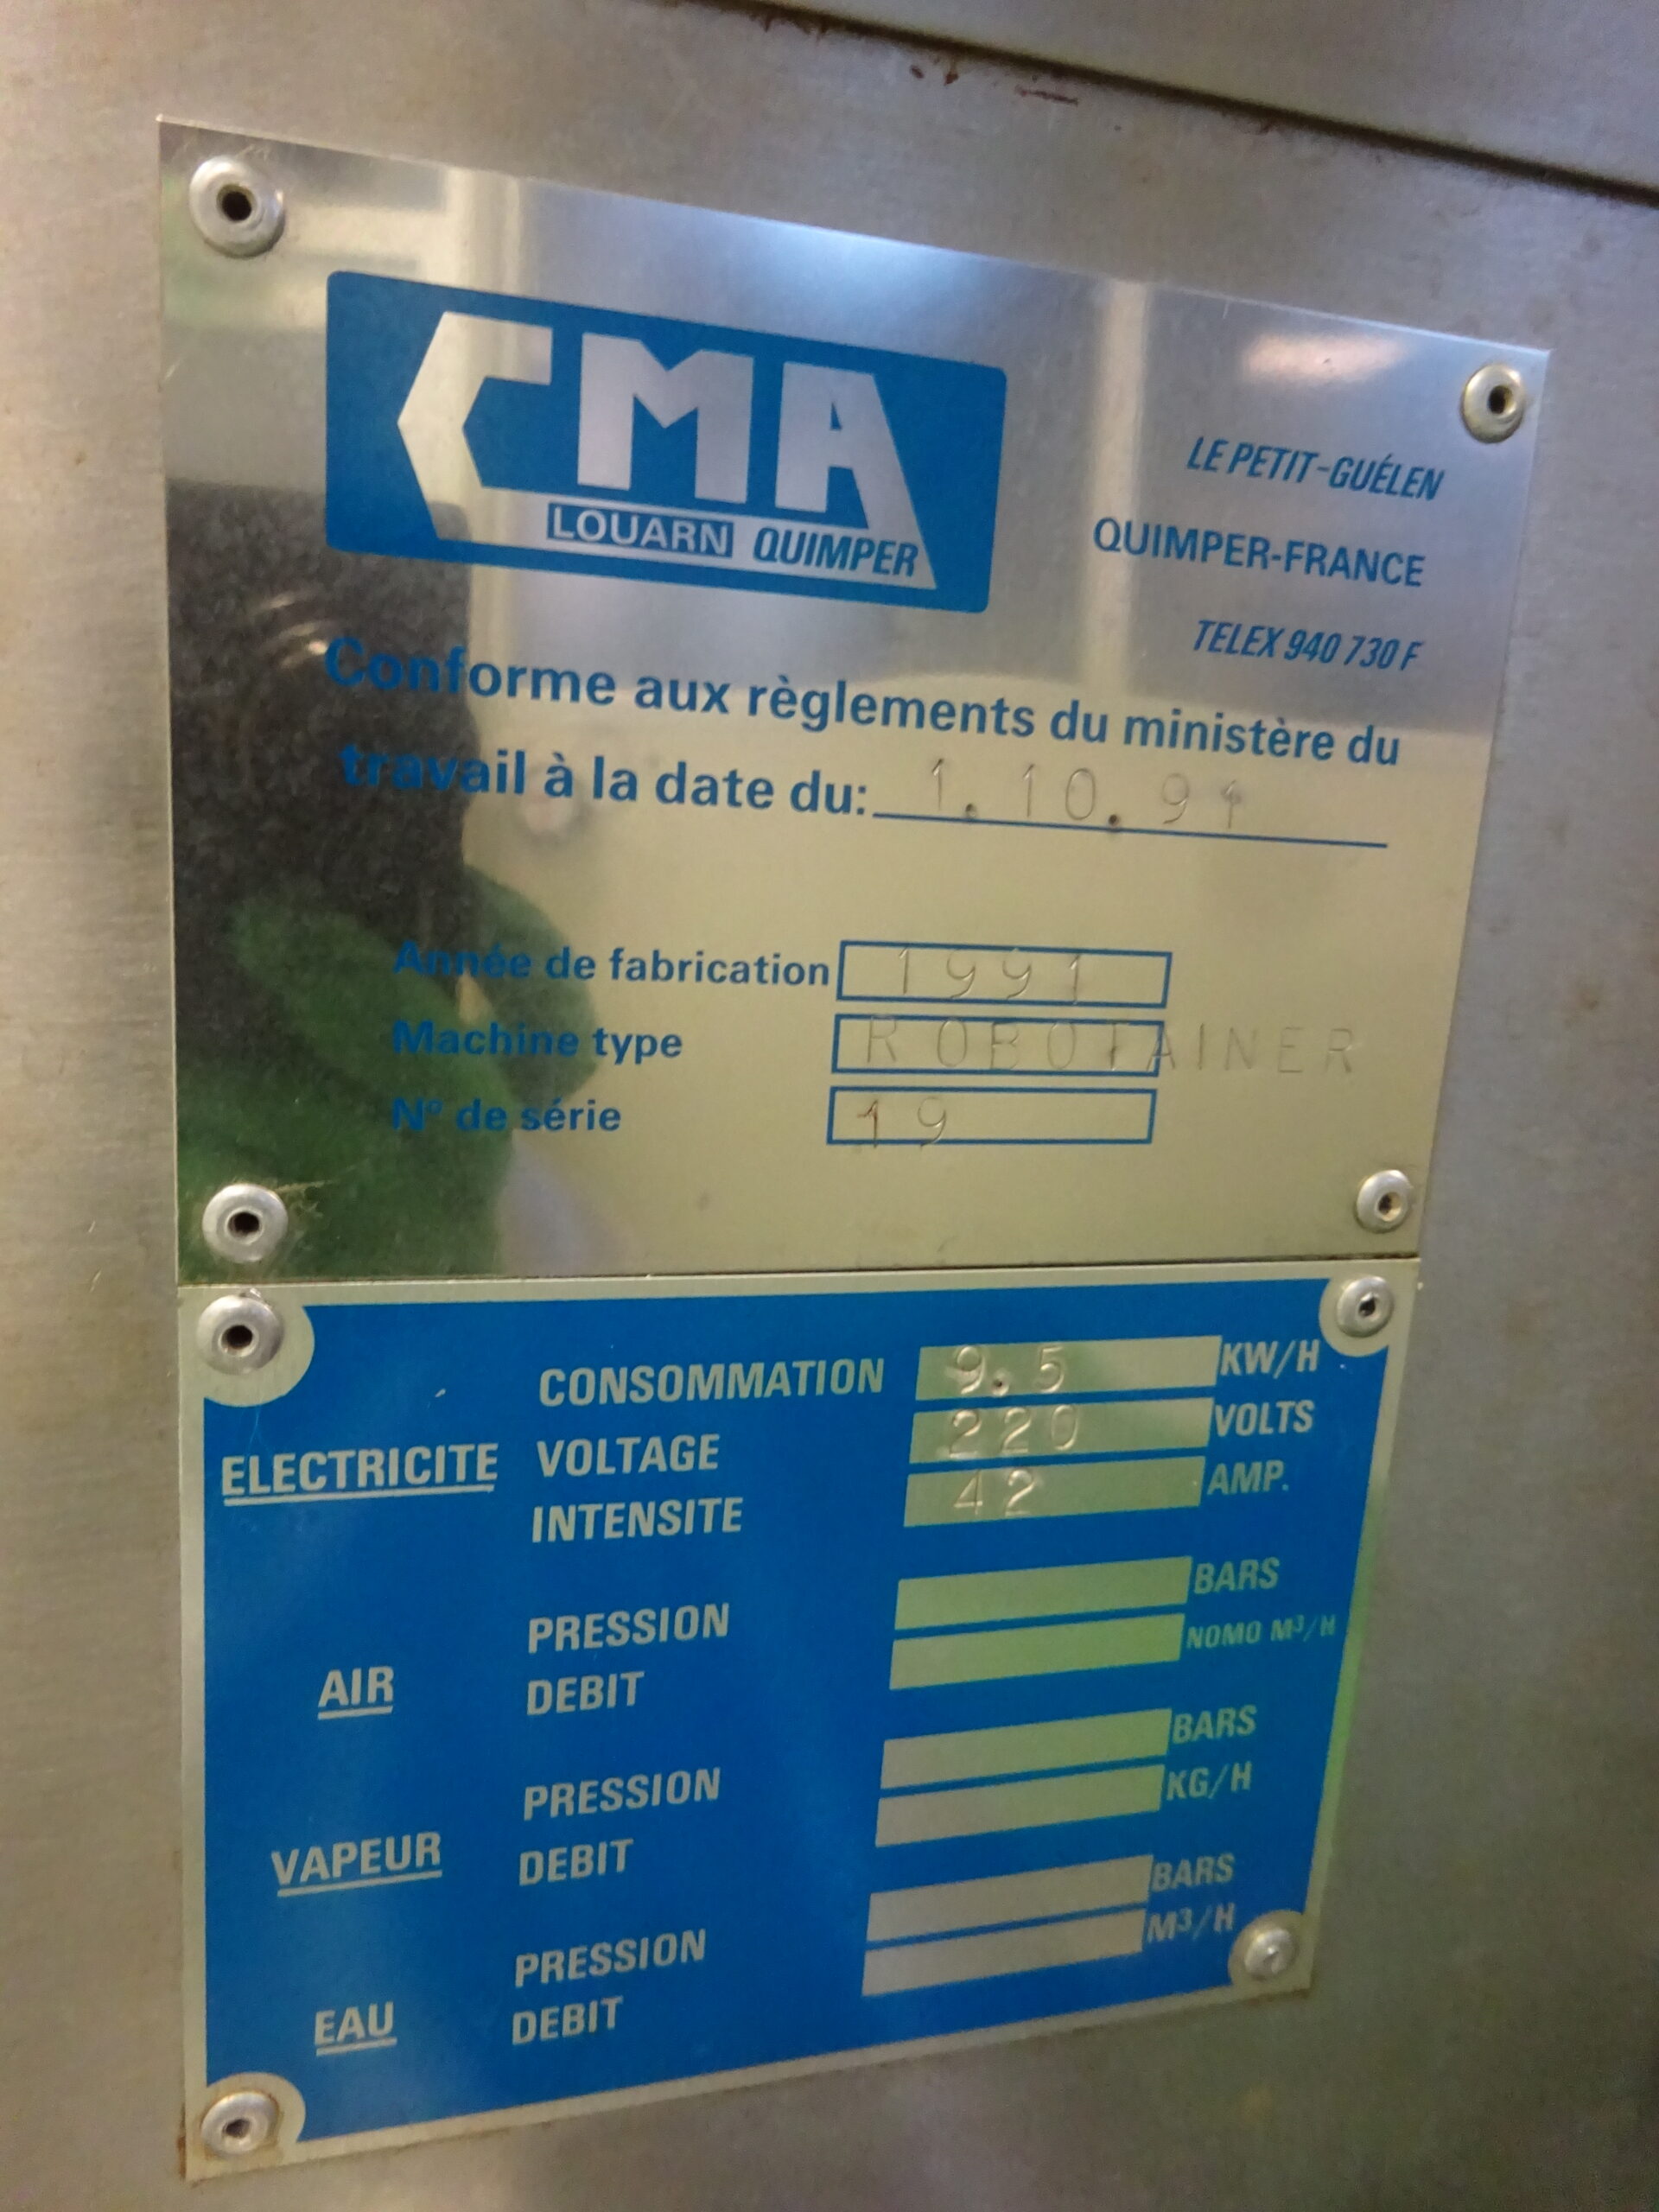 CMA
LOUARN QUIMPER
LE PETIT-GUÉLEN
QUIMPER-FRANCE
TELEX 940 730 F
Conforme aux règlements du ministère du
travail à la date du: 1.10.91
Année de fabrication 1991
Machine type ROBOTAINER
N° de série 19
ELECTRICITE
CONSOMMATION 9.5 KW/H
VOLTAGE 220 VOLTS
INTENSITE 42 AMP.
AIR
PRESSION BARS
DEBIT NOMO M³/H
VAPEUR
PRESSION BARS
DEBIT KG/H
EAU
PRESSION BARS
DEBIT M³/H